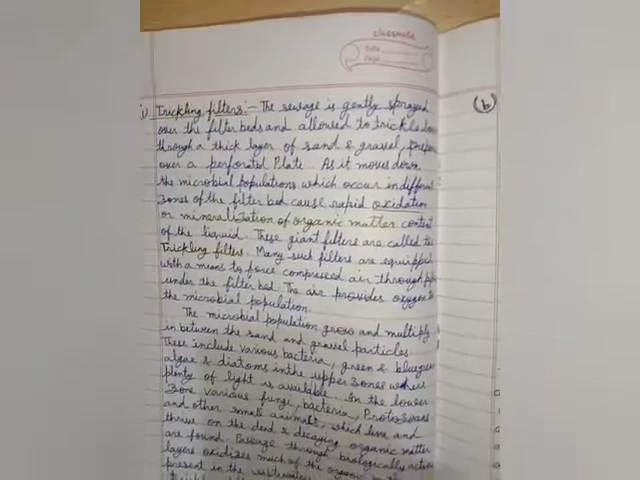 classmate
Date
Page
i) Trickling filters :- The sewage is gently sprayed
over the filter beds and allowed to trickle down
through a thick layer of sand & gravel,
over a perforated Plate. As it moves down
the microbial populations which occur in different
zones of the filter bed cause rapid oxidation
or mineralization of organic matter content
of the liquid. These giant filters are called the
Trickling filters. Many such filters are equipped
with a means to force compressed air through
under the filter bed. The air provides oxygen to
the microbial population.
The microbial population grow and multiply
in between the sand and gravel particles.
These include various bacteria, green & bluegreen
algae & diatoms in the upper zones where
plenty of light is available. In the lower
zone various fungi, bacteria, Protozoans
and other small animals, which live and
thrive on the dead & decaying organic matter
are found. Passage through biologically active
layers oxidizes much of the organic
present in the
(b)